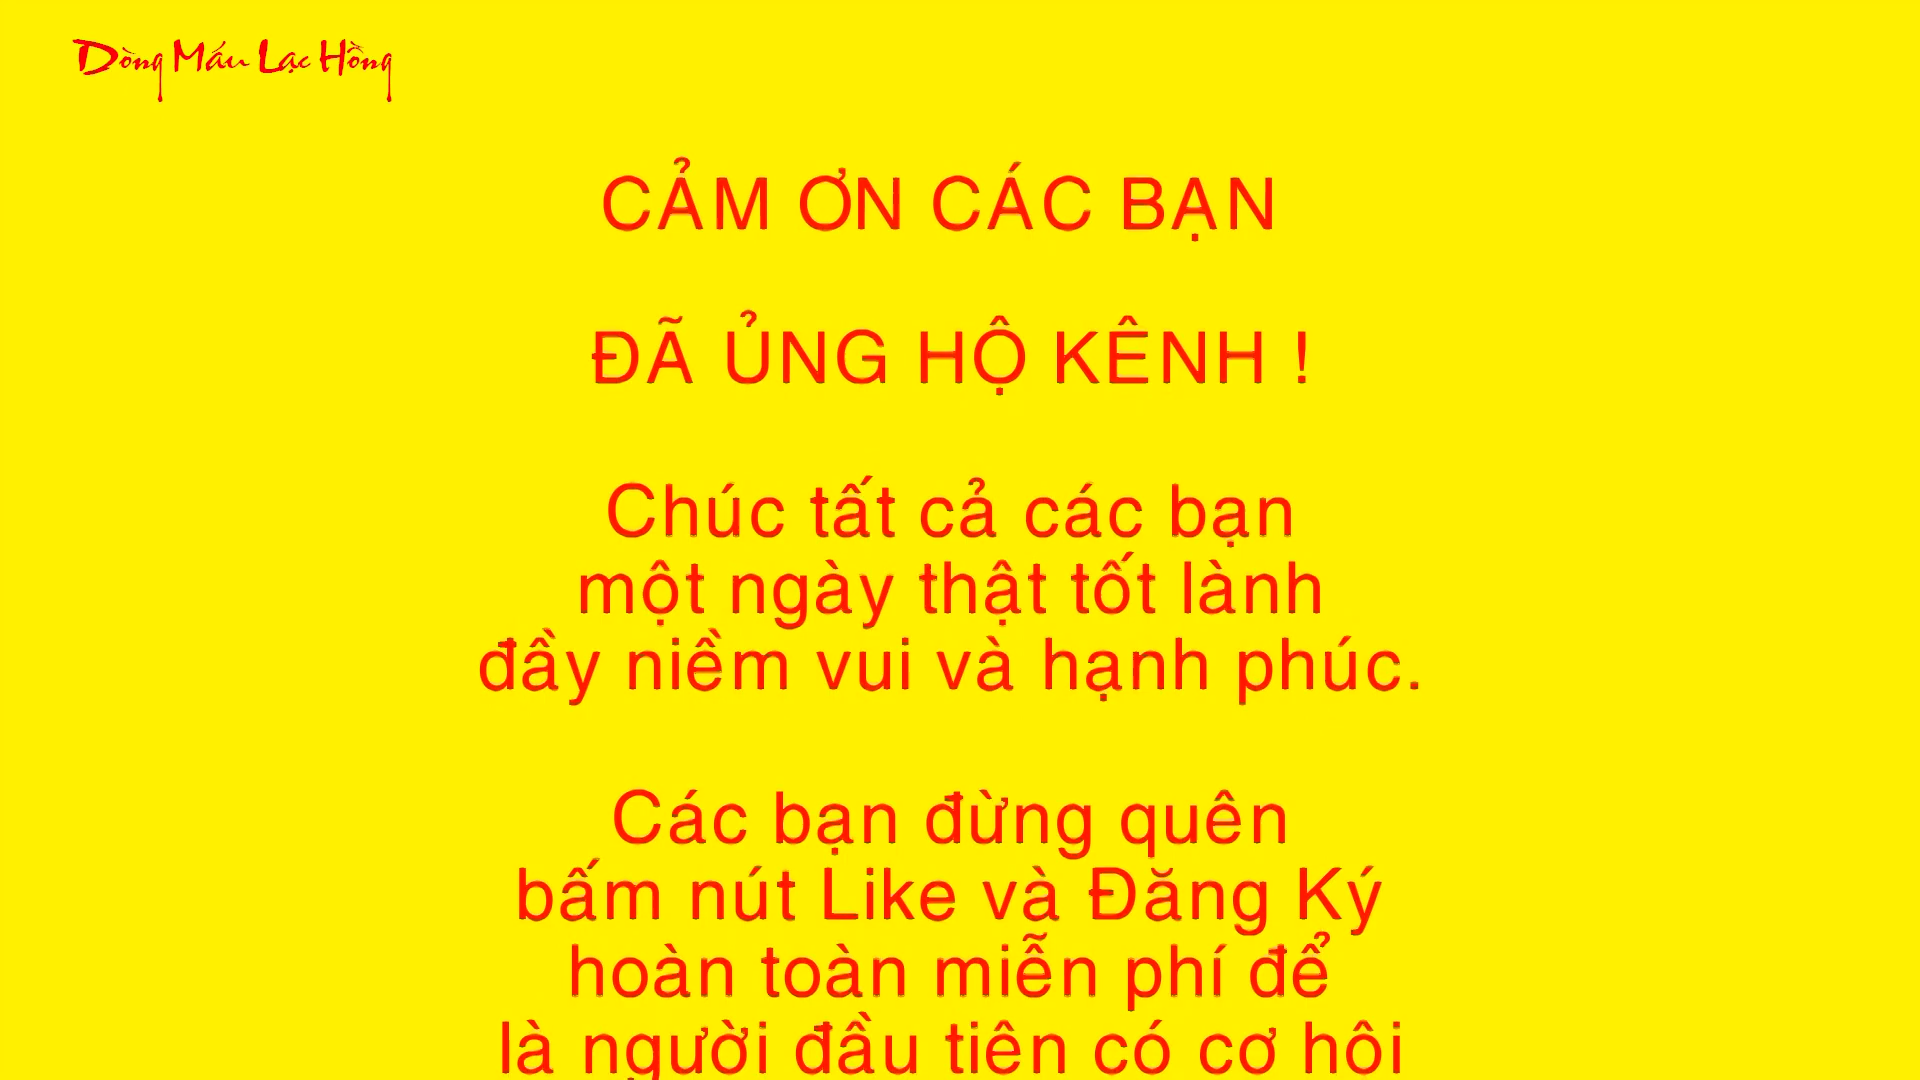 Dòng Máu Lạc Hồng
CẢM ƠN CÁC BẠN
ĐÃ ỦNG HỘ KÊNH !
Chúc tất cả các bạn
một ngày thật tốt lành
đầy niềm vui và hạnh phúc.
Các bạn đừng quên
bấm nút Like và Đăng Ký
hoàn toàn miễn phí để
là người đầu tiên có cơ hội